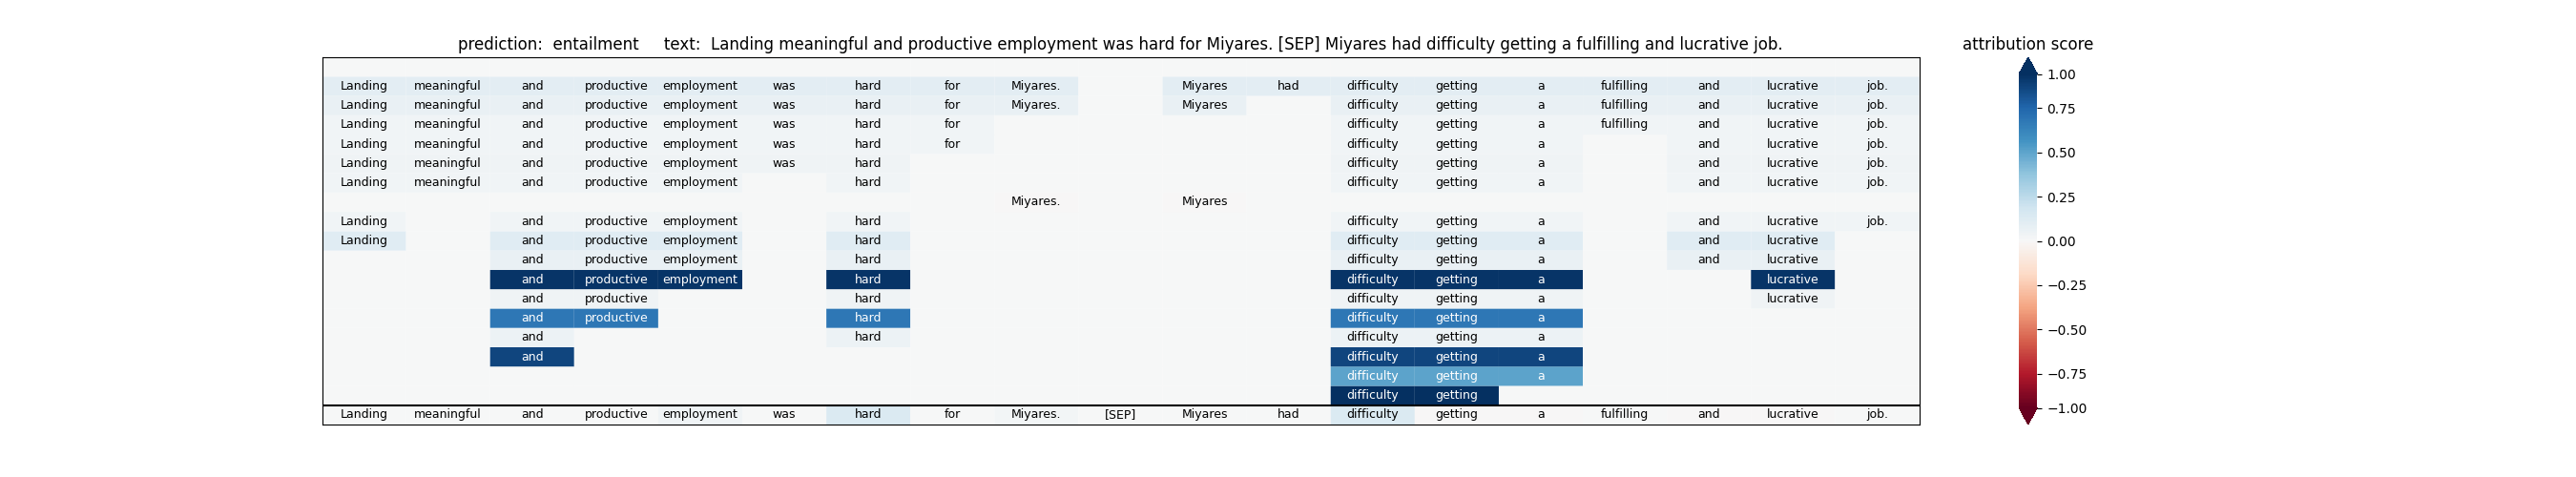 prediction: entailment text: Landing meaningful and productive employment was hard for Miyares. [SEP] Miyares had difficulty getting a fulfilling and lucrative job.
attribution score
Landing meaningful and productive employment was hard for Miyares. Miyares had difficulty getting a fulfilling and lucrative job.
Landing meaningful and productive employment was hard for Miyares. Miyares difficulty getting a fulfilling and lucrative job.
Landing meaningful and productive employment was hard for difficulty getting a fulfilling and lucrative job.
Landing meaningful and productive employment was hard for difficulty getting a and lucrative job.
Landing meaningful and productive employment was hard difficulty getting a and lucrative job.
Landing meaningful and productive employment hard difficulty getting a and lucrative job.
Miyares. Miyares
Landing and productive employment hard difficulty getting a and lucrative job.
Landing and productive employment hard difficulty getting a and lucrative
and productive employment hard difficulty getting a and lucrative
and productive employment hard difficulty getting a lucrative
and productive hard difficulty getting a lucrative
and productive hard difficulty getting a
and hard difficulty getting a
and difficulty getting a
difficulty getting a
difficulty getting
Landing meaningful and productive employment was hard for Miyares. [SEP] Miyares had difficulty getting a fulfilling and lucrative job.
1.00
0.75
0.50
0.25
0.00
−0.25
−0.50
−0.75
−1.00